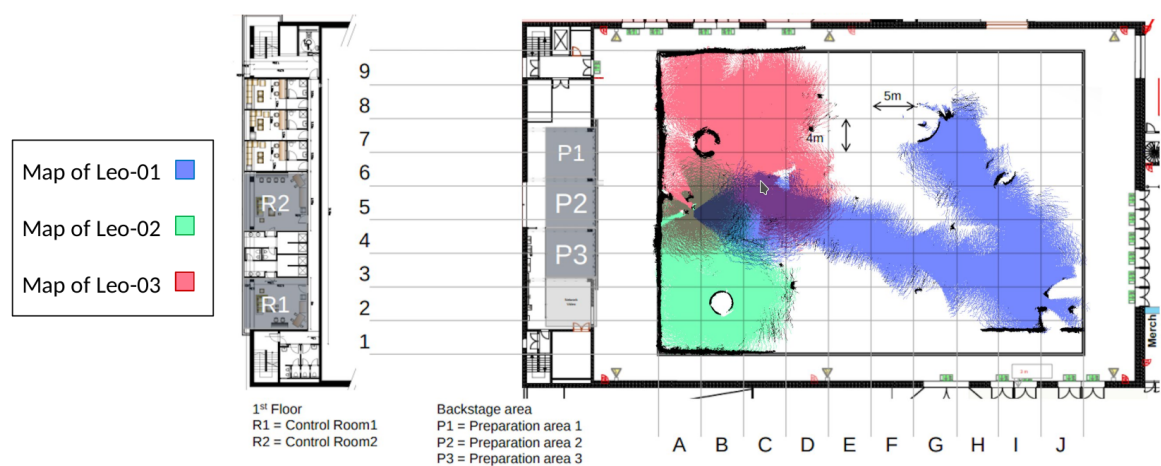 Map of Leo-01
Map of Leo-02
Map of Leo-03
R2
R1
9
8
7
6
5
4
3
2
1
P1
P2
P3
5m
4m
Merch
A B C D E F G H I J
1st Floor
R1 = Control Room1
R2 = Control Room2
Backstage area
P1 = Preparation area 1
P2 = Preparation area 2
P3 = Preparation area 3